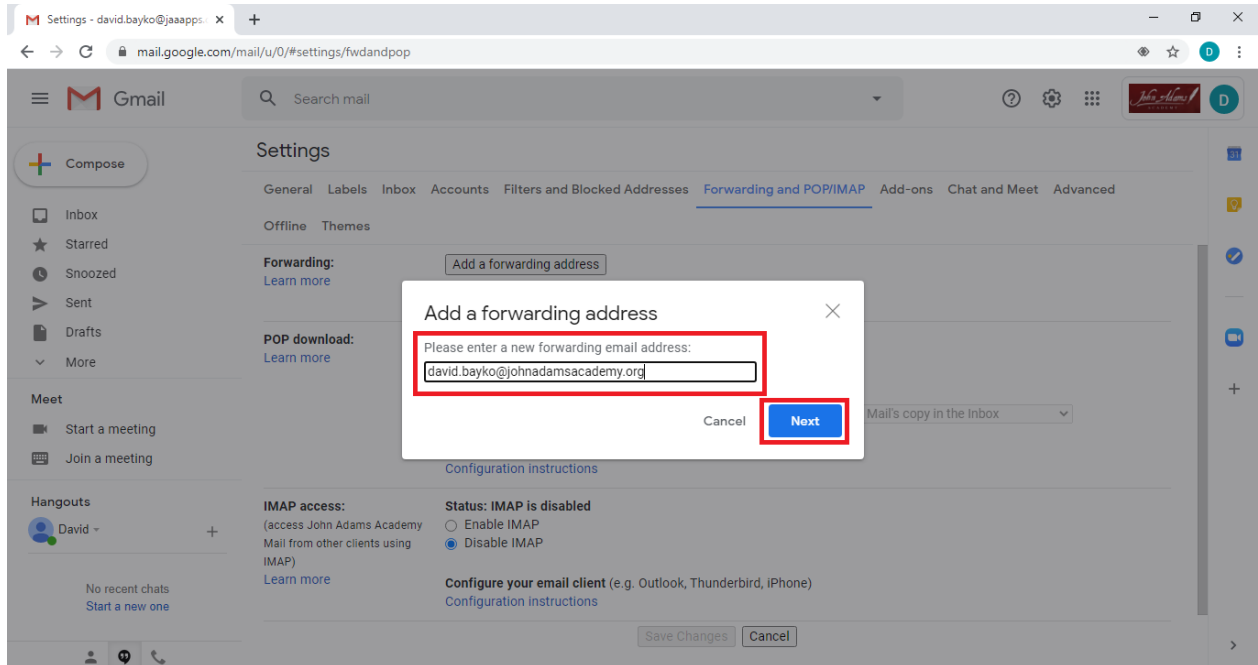 Settings - david.bayko@jaaapps.
mail.google.com/mail/u/0/#settings/fwdandpop
D
Gmail
Search mail
John Adams
ACADEMY
D
Compose
Inbox
Starred
Snoozed
Sent
Drafts
More
Meet
Start a meeting
Join a meeting
Hangouts
David
No recent chats
Start a new one
Settings
General Labels Inbox Accounts Filters and Blocked Addresses Forwarding and POP/IMAP Add-ons Chat and Meet Advanced
Offline Themes
Forwarding:
Learn more
Add a forwarding address
POP download:
Learn more
Add a forwarding address
Please enter a new forwarding email address:
david.bayko@johnadamsacademy.org
Cancel Next
Mail's copy in the Inbox
Configuration instructions
IMAP access:
(access John Adams Academy
Mail from other clients using
IMAP)
Learn more
Status: IMAP is disabled
Enable IMAP
Disable IMAP
Configure your email client (e.g. Outlook, Thunderbird, iPhone)
Configuration instructions
Save Changes Cancel
31